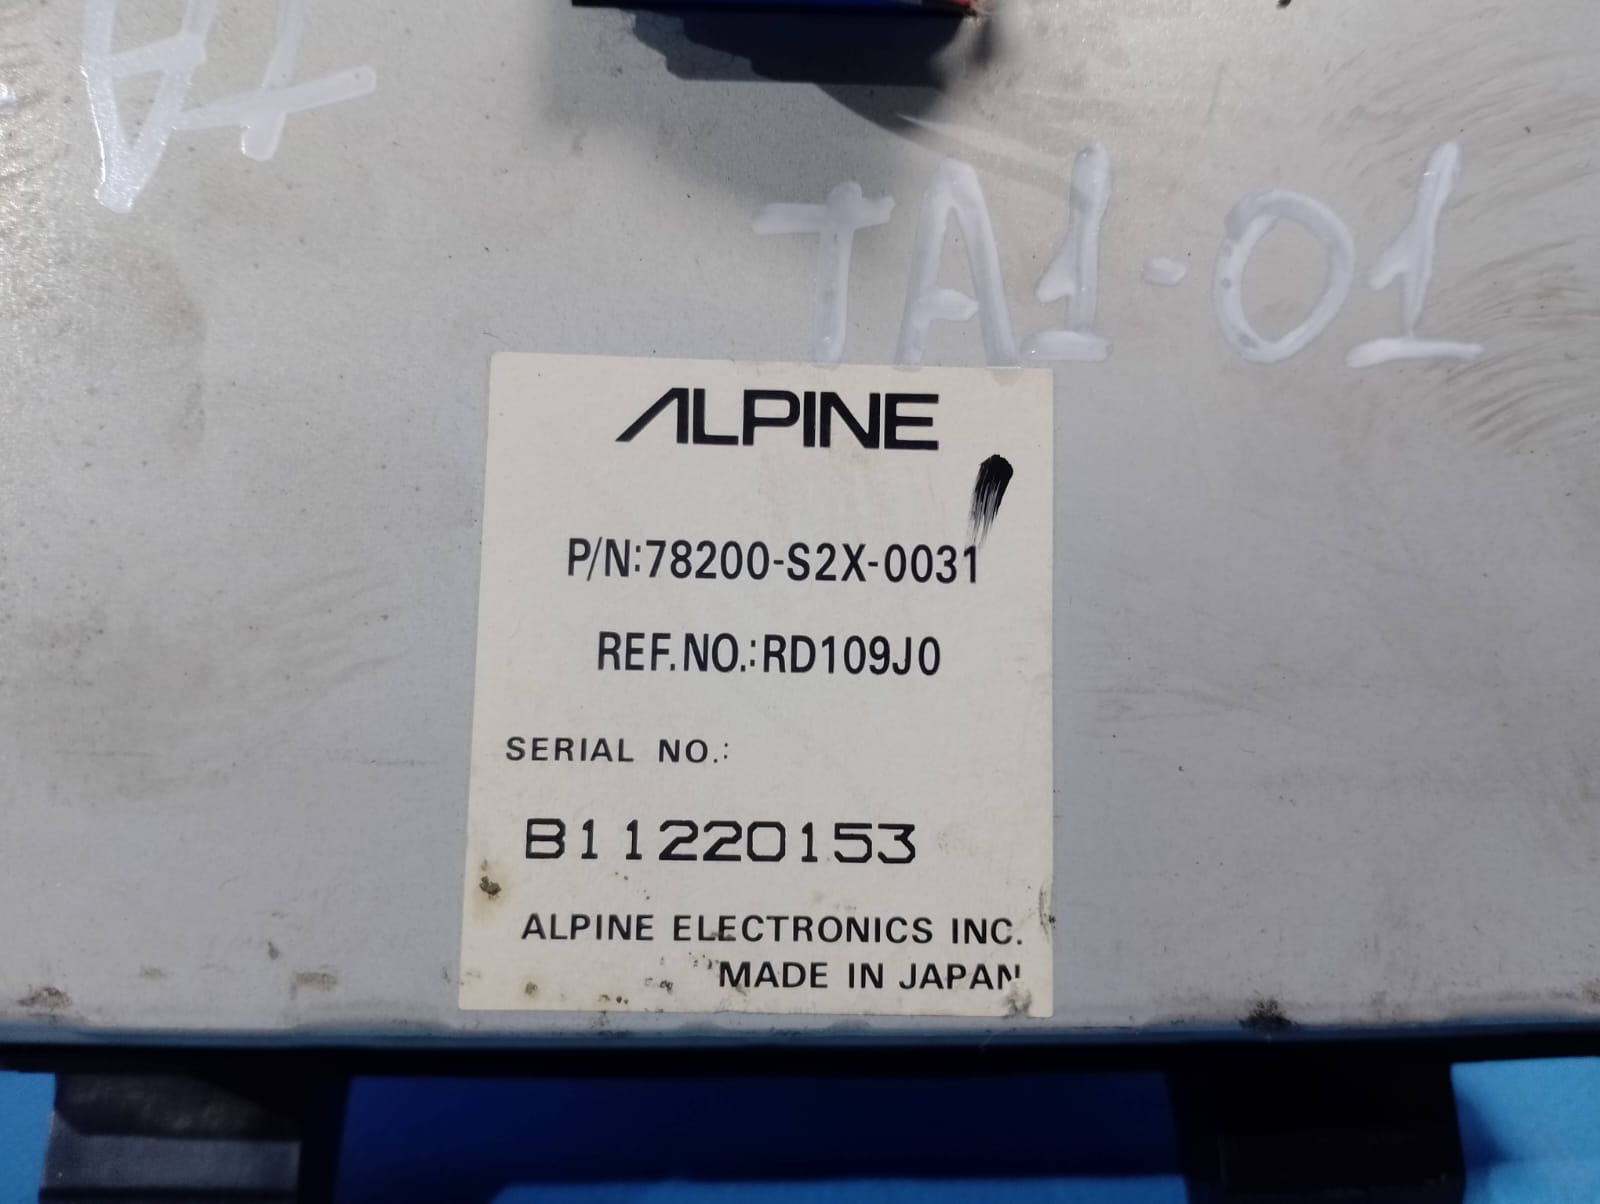 TA1-01
ALPINE
P/N:78200-S2X-0031
REF.NO.:RD109J0
SERIAL NO.:
B11220153
ALPINE ELECTRONICS INC.
MADE IN JAPAN